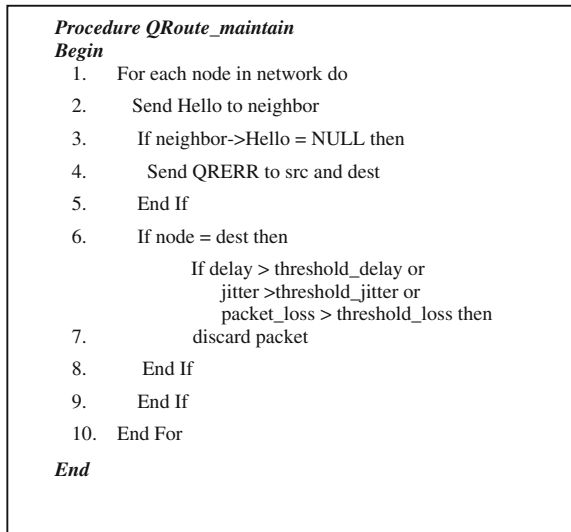 Procedure QRoute_maintain
Begin
1. For each node in network do
2. Send Hello to neighbor
3. If neighbor->Hello = NULL then
4. Send QRERR to src and dest
5. End If
6. If node = dest then
If delay > threshold_delay or
jitter >threshold_jitter or
packet_loss > threshold_loss then
7. discard packet
8. End If
9. End If
10. End For
End